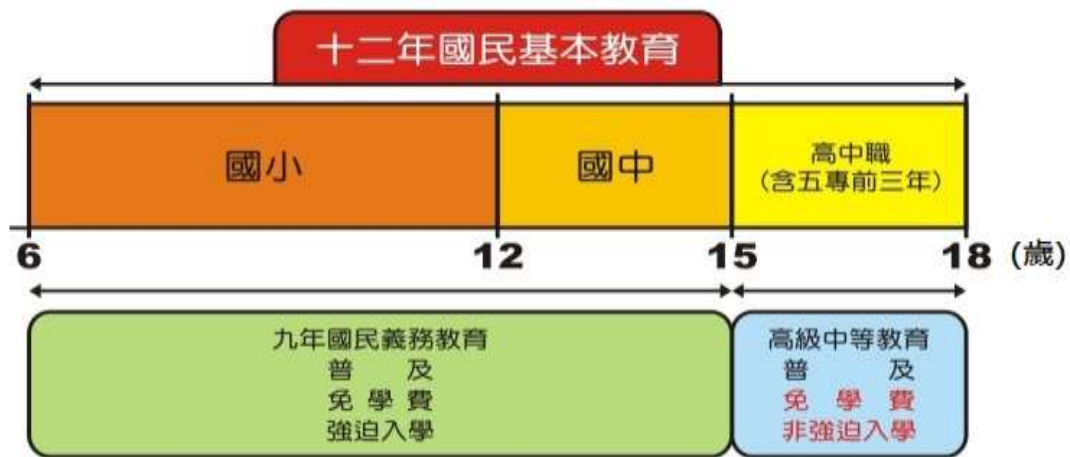 十二年國民基本教育
國小
國中
高中職
(含五專前三年)
6 12 15 18 (歲)
九年國民義務教育
普 及
免 學 費
強迫入學
高級中等教育
普 及
免 學 費
非強迫入學